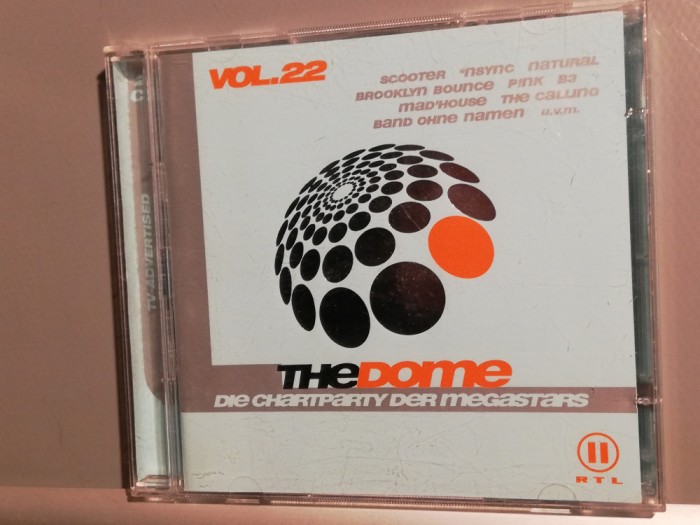 VOL.22
SCOOTER *NSYNC NATURAL
BROOKLYN BOUNCE P!NK B3
MAD'HOUSE THE CALLING
BAND OHNE NAMEN u.v.m.
TV ADVERTISED
THE DOME
DIE CHARTPARTY DER MEGASTARS
II
RTL